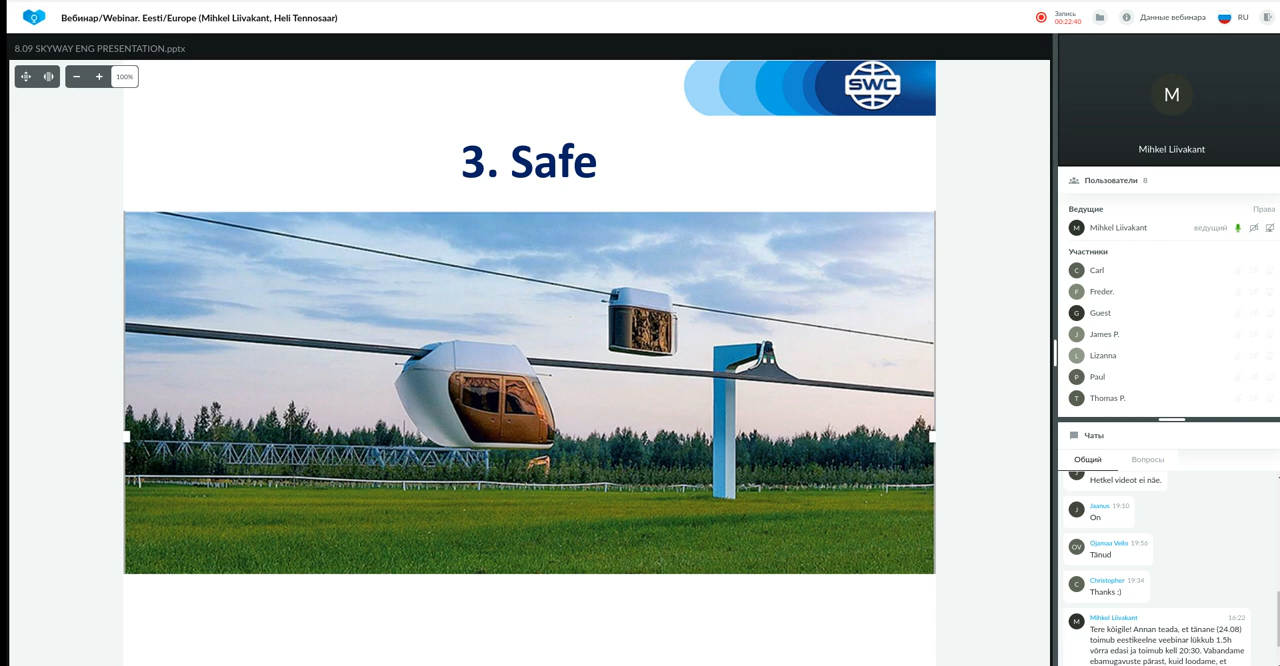 Вебинар/Webinar. Eesti/Europe (Mihkel Liivakant, Heli Tennosaar)
Запись
00:22:40
Данные вебинара
RU
8.09 SKYWAY ENG PRESENTATION.pptx
100%
SWC
3. Safe
M
Mihkel Liivakant
Пользователи 8
Ведущие
Права
M
Mihkel Liivakant
ведущий
Участники
C
Carl
F
Freder.
G
Guest
J
James P.
L
Lizanna
P
Paul
T
Thomas P.
Чаты
Общий
Вопросы
Hetkel videot ei näe.
J
Jaanus 19:10
On
OV
Ojamaa Vello 19:56
Tänud
C
Christopher 19:34
Thanks :)
M
Mihkel Liivakant 16:22
Tere kõigile! Annan teada, et tänane (24.08)
toimub eestikeelne veebinar lükkub 1.5h
võrra edasi ja toimub kell 20:30. Vabandame
ebamugavuste pärast, kuid loodame, et